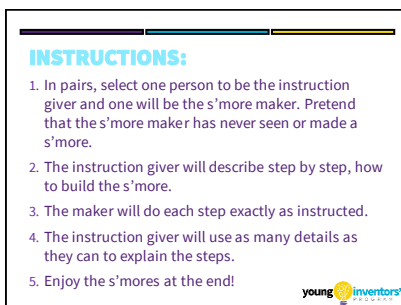 INSTRUCTIONS:
1. In pairs, select one person to be the instruction
giver and one will be the s’more maker. Pretend
that the s’more maker has never seen or made a
s’more.
2. The instruction giver will describe step by step, how
to build the s’more.
3. The maker will do each step exactly as instructed.
4. The instruction giver will use as many details as
they can to explain the steps.
5. Enjoy the s’mores at the end!
young inventors’
PROGRAM